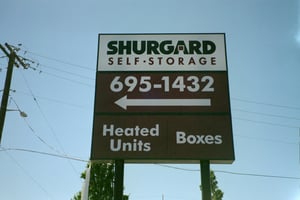 SHURGARD
SELF-STORAGE
695-1432
Heated Units
Boxes